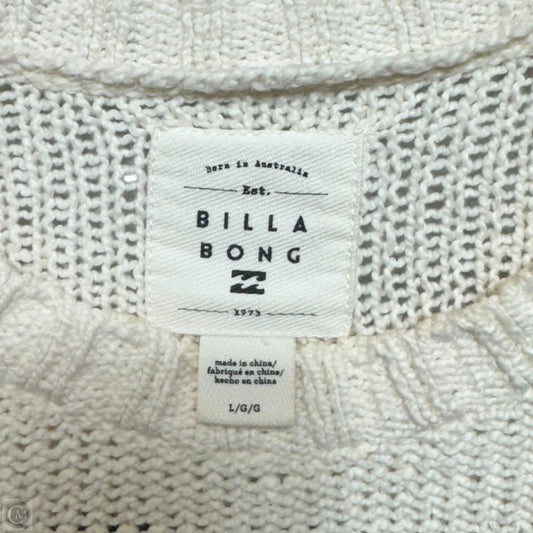 Born in Australia
Est.
BILLA
BONG
1973
made in china/
fabriqué en chine/
hecho en china
L/G/G